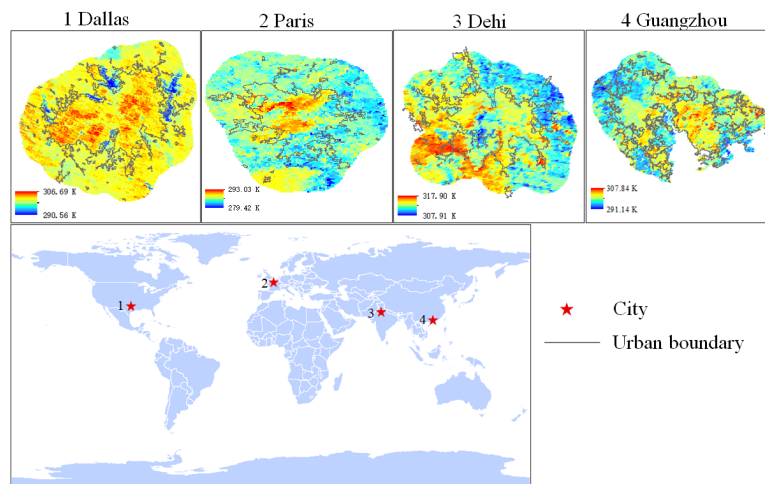 1 Dallas
2 Paris
3 Dehi
4 Guangzhou
306.69 K
290.56 K
293.03 K
279.42 K
317.90 K
307.91 K
307.84 K
291.14 K
1
2
3
4
City
Urban boundary